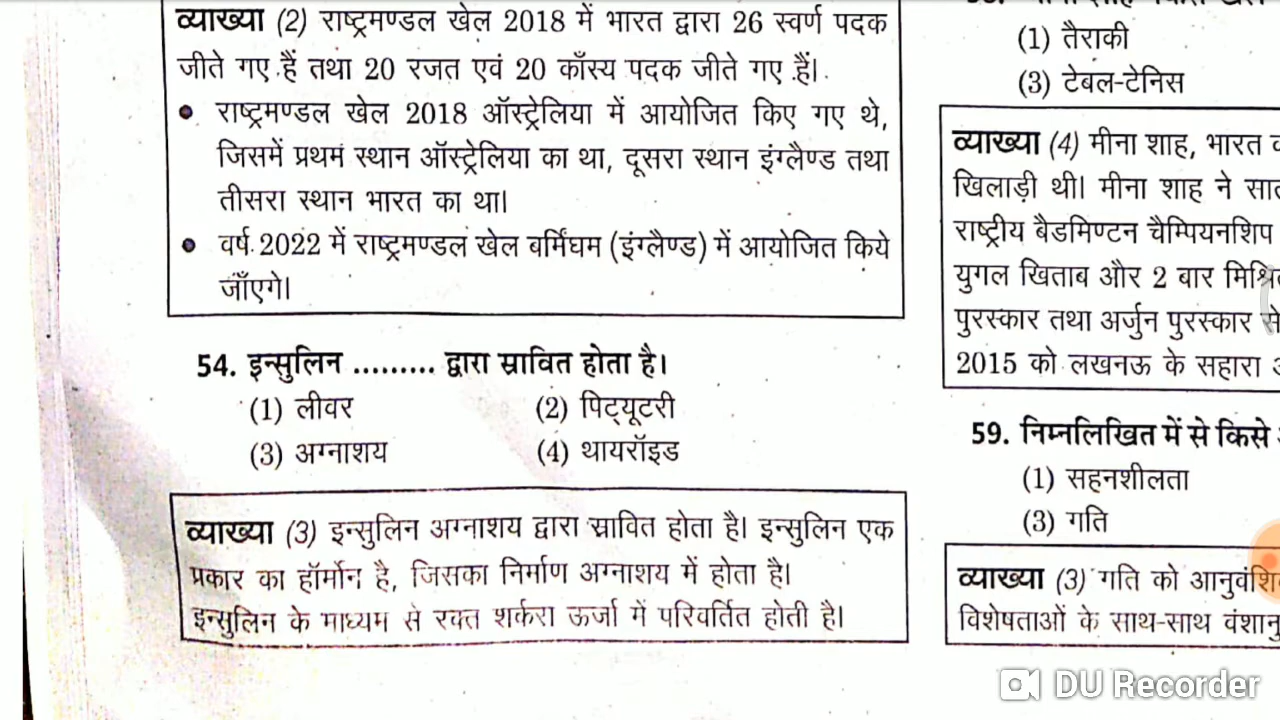 व्याख्या (2) राष्ट्रमण्डल खेल 2018 में भारत द्वारा 26 स्वर्ण पदक
जीते गए हैं तथा 20 रजत एवं 20 काँस्य पदक जीते गए हैं।
• राष्ट्रमण्डल खेल 2018 ऑस्ट्रेलिया में आयोजित किए गए थे,
जिसमें प्रथम स्थान ऑस्ट्रेलिया का था, दूसरा स्थान इंग्लैण्ड तथा
तीसरा स्थान भारत का था।
• वर्ष 2022 में राष्ट्रमण्डल खेल बर्मिंघम (इंग्लैण्ड) में आयोजित किये
जाँएगे।
54. इन्सुलिन ......... द्वारा स्रावित होता है।
(1) लीवर (2) पिट्यूटरी
(3) अग्नाशय (4) थायरॉइड
व्याख्या (3) इन्सुलिन अग्नाशय द्वारा स्रावित होता है। इन्सुलिन एक
प्रकार का हॉर्मोन है, जिसका निर्माण अग्नाशय में होता है।
इन्सुलिन के माध्यम से रक्त शर्करा ऊर्जा में परिवर्तित होती है।
(1) तैराकी
(3) टेबल-टेनिस
व्याख्या (4) मीना शाह, भारत
खिलाड़ी थी। मीना शाह ने
राष्ट्रीय बैडमिण्टन चैम्पियनशिप
युगल खिताब और 2 बार
पुरस्कार तथा अर्जुन पुरस्कार से
2015 को लखनऊ के सहारा
59. निम्नलिखित में से किसे
(1) सहनशीलता
(3) गति
व्याख्या (3) गति को
विशेषताओं के साथ-साथ
DU Recorder